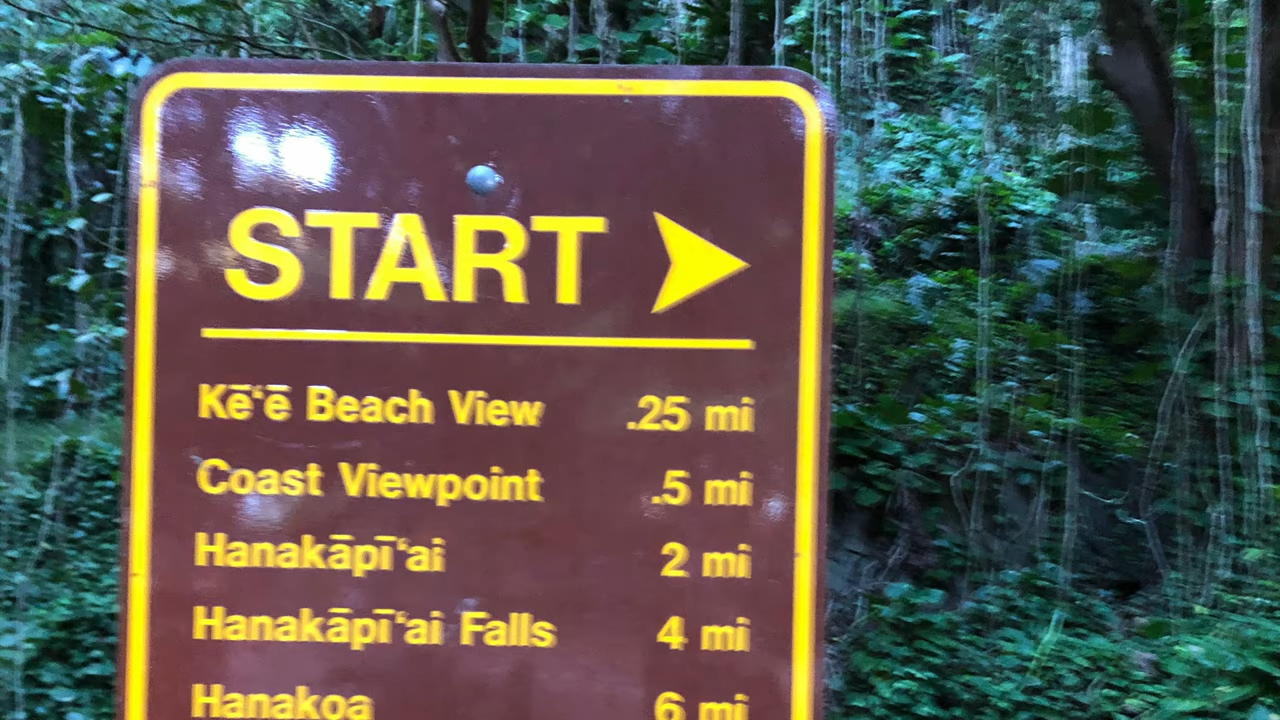 START
Kēʻē Beach View .25 mi
Coast Viewpoint .5 mi
Hanakāpīʻai 2 mi
Hanakāpīʻai Falls 4 mi
Hanakoa 6 mi